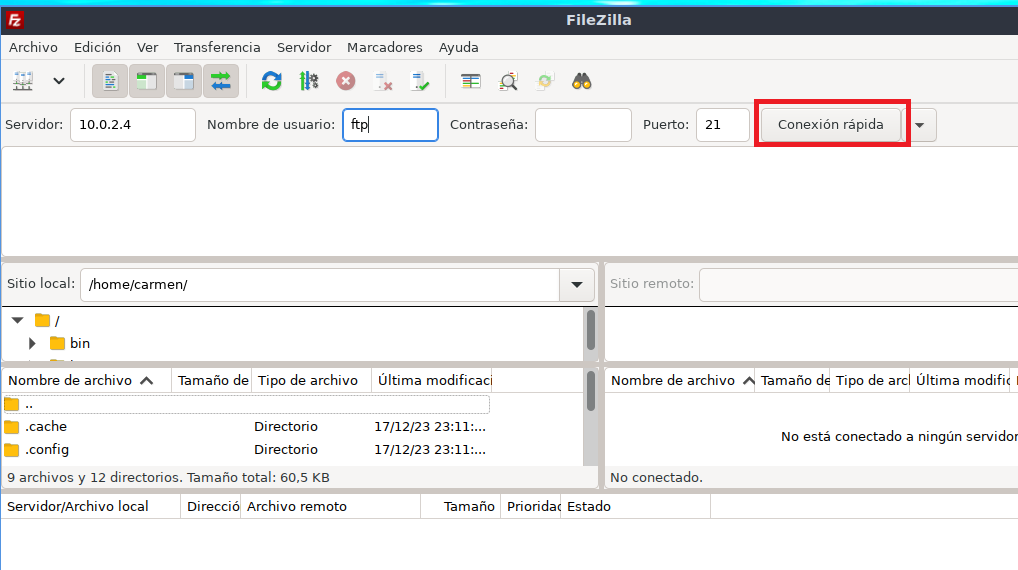 FileZilla
Archivo Edición Ver Transferencia Servidor Marcadores Ayuda
Servidor: 10.0.2.4 Nombre de usuario: ftp Contraseña: Puerto: 21 Conexión rápida
Sitio local: /home/carmen/ Sitio remoto:
/
bin
Nombre de archivo Tamaño de Tipo de archivo Última modificaci Nombre de archivo Tamaño de Tipo de arcl Última modific
..
.cache Directorio 17/12/23 23:11:...
.config Directorio 17/12/23 23:11:...
No está conectado a ningún servidor
9 archivos y 12 directorios. Tamaño total: 60,5 KB No conectado.
Servidor/Archivo local Direcció Archivo remoto Tamaño Prioridad Estado